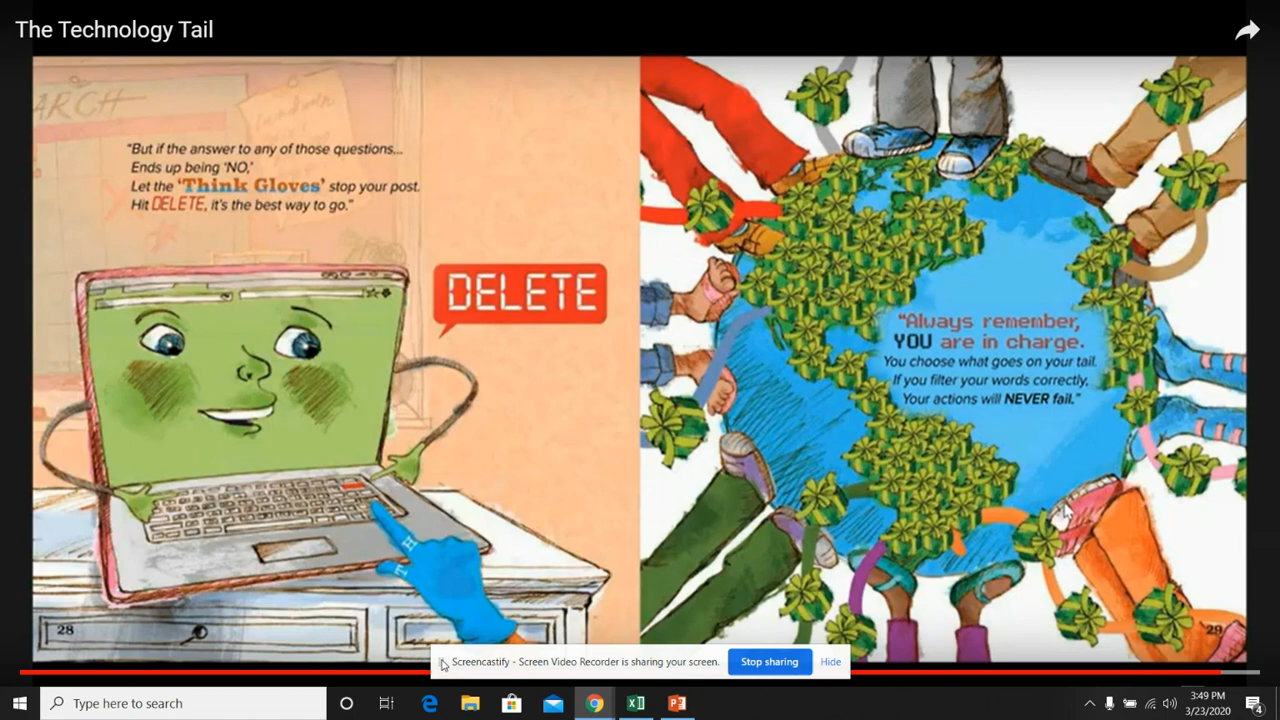 The Technology Tail
ARCH
"But if the answer to any of those questions...
Ends up being 'NO,'
Let the 'Think Gloves' stop your post.
Hit DELETE, it's the best way to go."
DELETE
"Always remember,
YOU are in charge.
You choose what goes on your tail.
If you filter your words correctly,
Your actions will NEVER fail."
28
29
Screencastify - Screen Video Recorder is sharing your screen.
Stop sharing
Hide
Type here to search
3:49 PM
3/23/2020
4